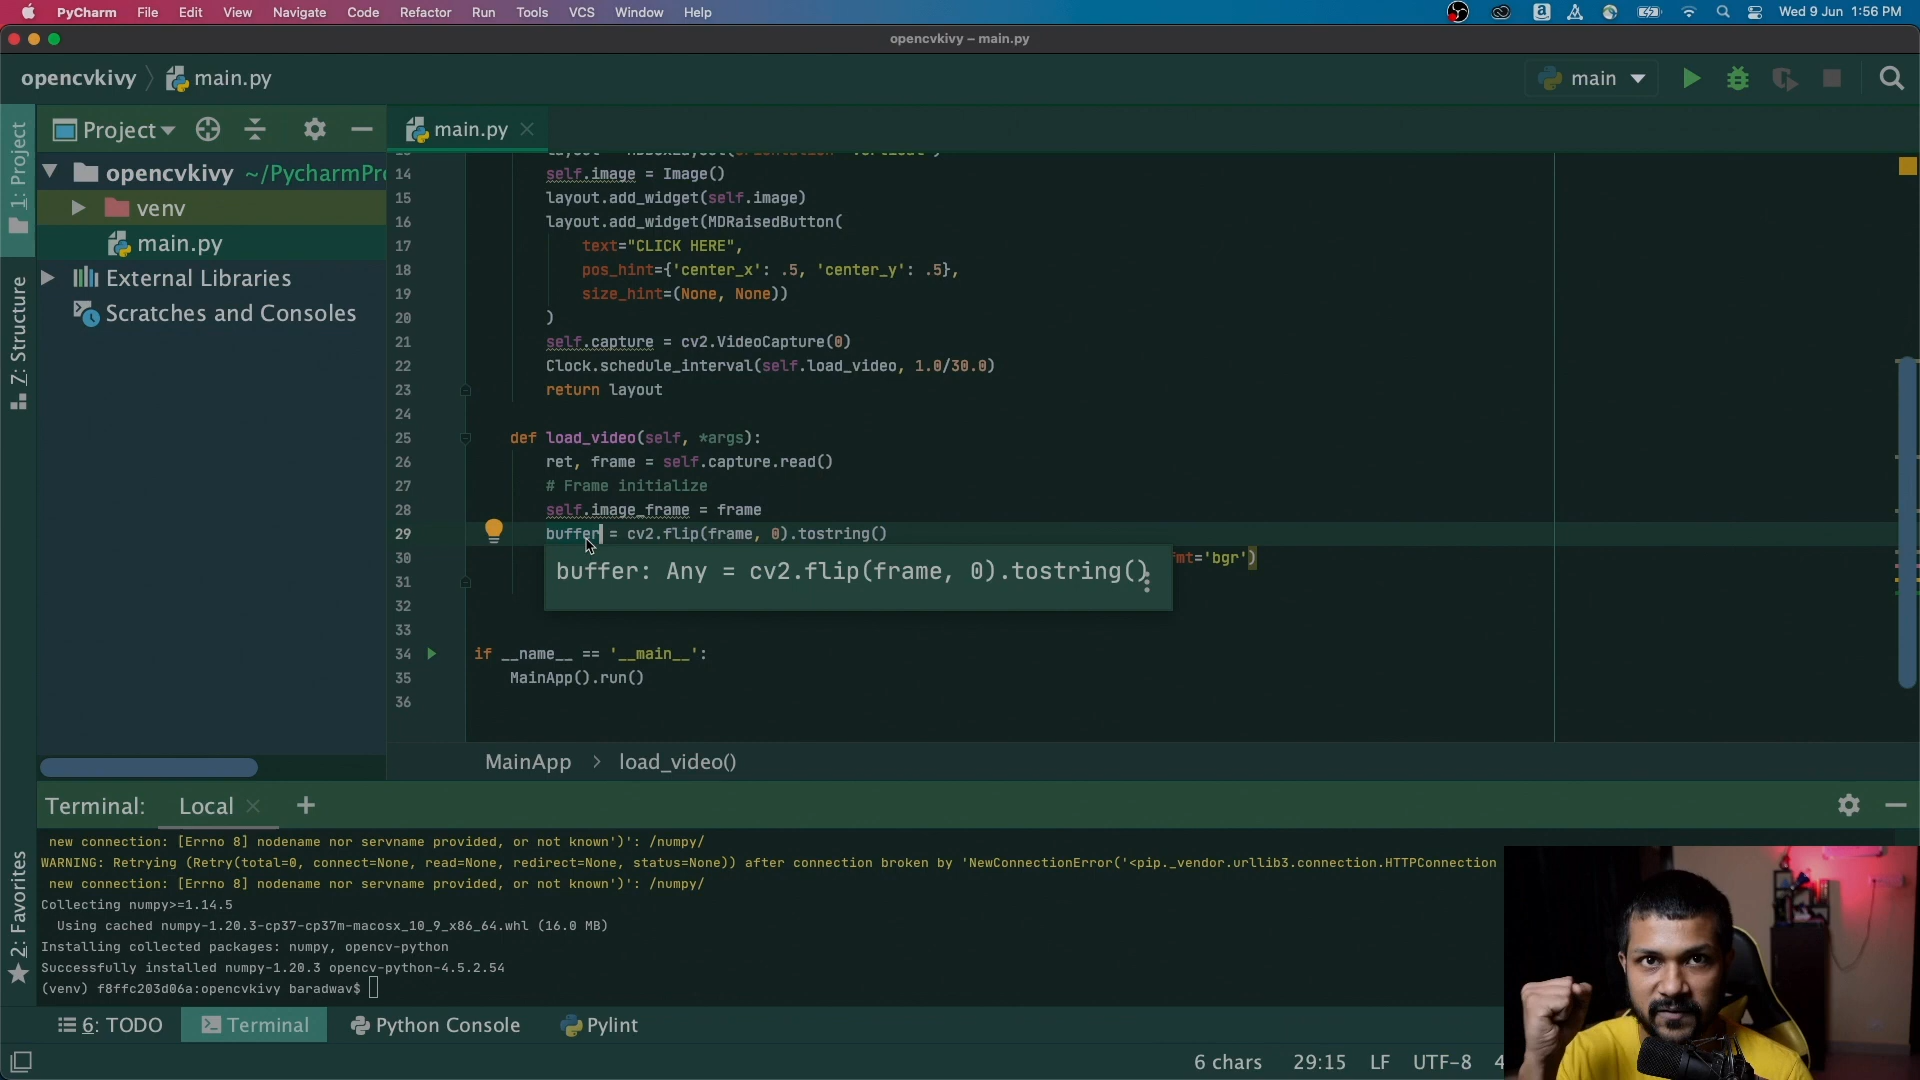 PyCharm File Edit View Navigate Code Refactor Run Tools VCS Window Help Wed 9 Jun 1:56 PM
opencvkivy – main.py
opencvkivy main.py main
1: Project
Project
main.py
opencvkivy ~/PycharmPr
venv
main.py
External Libraries
Scratches and Consoles
7: Structure
2: Favorites
14 self.image = Image()
15 layout.add_widget(self.image)
16 layout.add_widget(MDRaisedButton(
17 text="CLICK HERE",
18 pos_hint={'center_x': .5, 'center_y': .5},
19 size_hint=(None, None))
20 )
21 self.capture = cv2.VideoCapture(0)
22 Clock.schedule_interval(self.load_video, 1.0/30.0)
23 return layout
24
25 def load_video(self, *args):
26 ret, frame = self.capture.read()
27 # Frame initialize
28 self.image_frame = frame
29 buffer = cv2.flip(frame, 0).tostring()
30 mt='bgr')
buffer: Any = cv2.flip(frame, 0).tostring()
31
32
33
34 if __name__ == '__main__':
35 MainApp().run()
36
MainApp > load_video()
Terminal: Local
new connection: [Errno 8] nodename nor servname provided, or not known')': /numpy/
WARNING: Retrying (Retry(total=0, connect=None, read=None, redirect=None, status=None)) after connection broken by 'NewConnectionError('<pip._vendor.urllib3.connection.HTTPConnection
new connection: [Errno 8] nodename nor servname provided, or not known')': /numpy/
Collecting numpy>=1.14.5
Using cached numpy-1.20.3-cp37-cp37m-macosx_10_9_x86_64.whl (16.0 MB)
Installing collected packages: numpy, opencv-python
Successfully installed numpy-1.20.3 opencv-python-4.5.2.54
(venv) f8ffc203d06a:opencvkivy baradwav$
6: TODO Terminal Python Console Pylint
6 chars 29:15 LF UTF-8 4